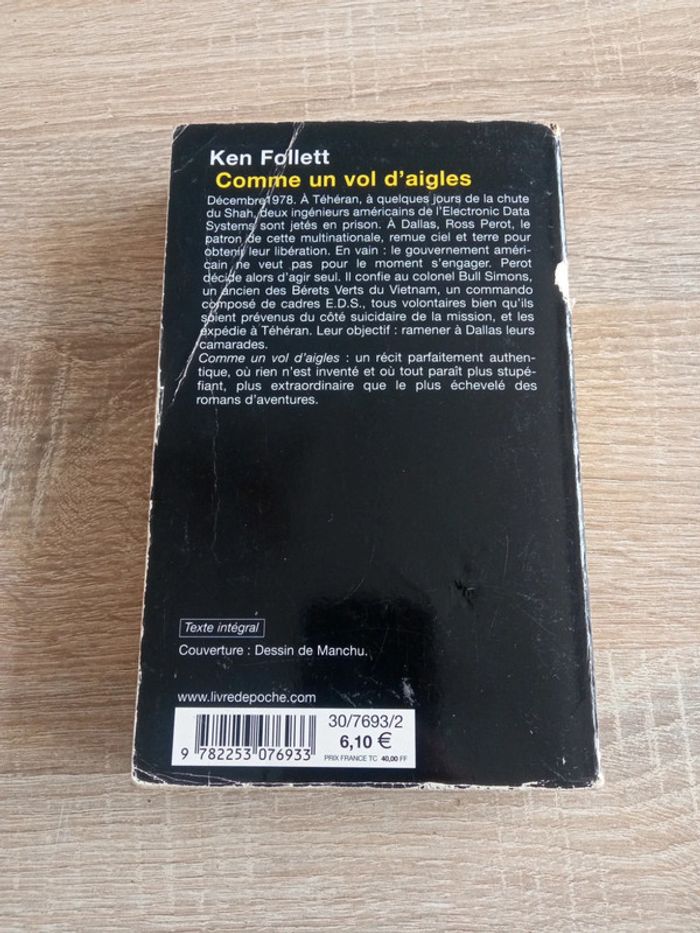 Ken Follett
Comme un vol d'aigles
Décembre 1978. À Téhéran, à quelques jours de la chute
du Shah, deux ingénieurs américains de l'Electronic Data
Systems sont jetés en prison. À Dallas, Ross Perot, le
patron de cette multinationale, remue ciel et terre pour
obtenir leur libération. En vain : le gouvernement améri-
cain ne veut pas pour le moment s'engager. Perot
décide alors d'agir seul. Il confie au colonel Bull Simons,
un ancien des Bérets Verts du Vietnam, un commando
composé de cadres E.D.S., tous volontaires bien qu'ils
soient prévenus du côté suicidaire de la mission, et les
expédie à Téhéran. Leur objectif : ramener à Dallas leurs
camarades.
Comme un vol d'aigles : un récit parfaitement authen-
tique, où rien n'est inventé et où tout paraît plus stupé-
fiant, plus extraordinaire que le plus échevelé des
romans d'aventures.
Texte intégral
Couverture : Dessin de Manchu.
www.livredepoche.com
30/7693/2
6,10 €
PRIX FRANCE TC 40,00 FF
9 782253 076933